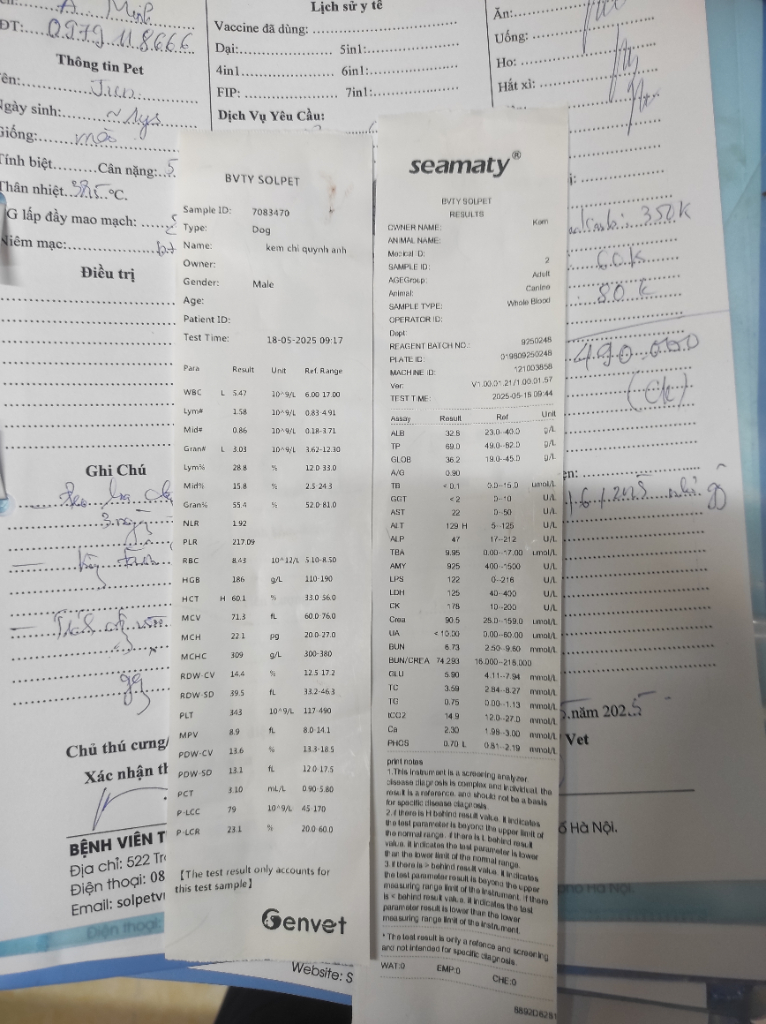 Lịch sử y tế
ĐT: 0979 118666
Vaccine đã dùng:
Dại: 5in1:
4in1 6in1:
FIP: 7in1:
Dịch Vụ Yêu Cầu:
Ăn:
Uống:
Ho:
Hắt xì:
Thông tin Pet
Ngày sinh:
Giống: mèo
Tính biệt Cân nặng: 5
Thân nhiệt 38.5 °C.
G lấp đầy mao mạch:
Niêm mạc:
Điều trị
350K
60K
80K
490.000
(Ck)
Ghi Chú
3 ngày
Chủ thú cưng/
Xác nhận th
BỆNH VIỆN T
Địa chỉ: 522 Tr
Điện thoại: 08
Email: solpetv
Điện thoại
Website: S
năm 2025
Vet
ố Hà Nội.
BVTY SOLPET
Sample ID: 7083470
Type: Dog
Name: kem chi quynh anh
Owner:
Gender: Male
Age:
Patient ID:
Test Time: 18-05-2025 09:17
Para Result Unit Ref Range
WBC L 5.47 10^9/L 6.00-17.00
Lym# 1.58 10^9/L 0.83-4.91
Mid# 0.86 10^9/L 0.18-3.71
Gran# L 3.03 10^9/L 3.62-12.30
Lym% 28.8 % 12.0-33.0
Mid% 15.8 % 2.5-24.3
Gran% 55.4 % 52.0-81.0
NLR 1.92
PLR 217.09
RBC 8.43 10^12/L 5.10-8.50
HGB 186 g/L 110-190
HCT H 60.1 % 33.0-56.0
MCV 71.3 fL 60.0-76.0
MCH 22.1 pg 20.0-27.0
MCHC 309 g/L 300-380
RDW-CV 14.4 % 12.5-17.2
RDW-SD 39.5 fL 33.2-46.3
PLT 343 10^9/L 117-490
MPV 8.9 fL 8.0-14.1
PDW-CV 13.6 % 13.3-18.5
PDW-SD 13.1 fL 12.0-17.5
PCT 3.10 mL/L 0.90-5.80
P-LCC 79 10^9/L 45-170
P-LCR 23.1 % 20.0-60.0
【The test result only accounts for
this test sample】
Genvet
seamaty®
BVTY SOLPET
RESULTS
OWNER NAME: Kem
ANIMAL NAME:
Medical ID:
SAMPLE ID: 2
AGEGroup: Adult
Animal: Canine
SAMPLE TYPE: Whole Blood
OPERATOR ID:
Dept:
REAGENT BATCH NO.: 9250248
PLATE ID: 019809250248
MACHINE ID: 121003858
Ver: V1.00.01.21/1.00.01.57
TEST TIME: 2025-05-18 09:44
Assay Result Ref Unit
ALB 32.8 23.0-40.0 g/L
TP 69.0 49.0-82.0 g/L
GLOB 36.2 19.0-45.0 g/L
A/G 0.90
TB <0.1 0.0-15.0 umol/L
GGT <2 0-10 U/L
AST 22 0-50 U/L
ALT 129 H 5-125 U/L
ALP 47 17-212 U/L
TBA 9.95 0.00-17.00 umol/L
AMY 925 400-1500 U/L
LPS 122 0-216 U/L
LDH 125 40-400 U/L
CK 178 10-200 U/L
Crea 90.5 28.0-159.0 umol/L
UA <10.00 0.00-60.00 umol/L
BUN 6.73 2.50-9.60 mmol/L
BUN/CREA 74.293 16.000-218.000
GLU 5.90 4.11-7.94 mmol/L
TC 3.59 2.84-8.27 mmol/L
TG 0.75 0.00-1.13 mmol/L
tCO2 14.9 12.0-27.0 mmol/L
Ca 2.30 1.98-3.00 mmol/L
PHOS 0.70 L 0.81-2.19 mmol/L
print notes
1.This instrument is a screening analyzer,
disease diagnosis is complex and individual, the
result is a reference, and should not be a basis
for specific disease diagnosis.
2. if there is H behind result value, it indicates
the test parameter is beyond the upper limit of
the normal range. if there is L behind result
value, it indicates the test parameter is lower
than the lower limit of the normal range.
3. if there is > behind result value, it indicates
the test parameter result is beyond the upper
measuring range limit of the instrument. if there
is < behind result value, it indicates the test
parameter result is lower than the lower
measuring range limit of the instrument.
* The test result is only a refence and screening
and not intended for specific diagnosis.
WAT:0 EMP:0 CHE:0